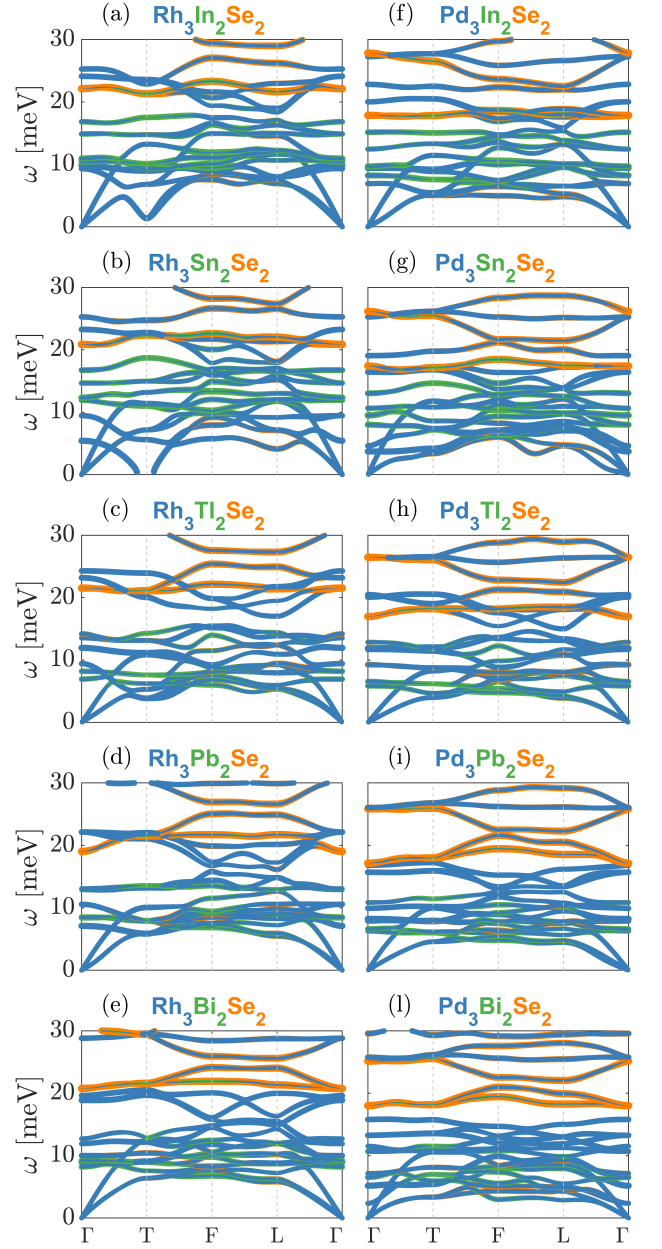 (a) Rh3In2Se2 (f) Pd3In2Se2
30
20
10
0
ω [meV]
(b) Rh3Sn2Se2 (g) Pd3Sn2Se2
30
20
10
0
ω [meV]
(c) Rh3Tl2Se2 (h) Pd3Tl2Se2
30
20
10
0
ω [meV]
(d) Rh3Pb2Se2 (i) Pd3Pb2Se2
30
20
10
0
ω [meV]
(e) Rh3Bi2Se2 (l) Pd3Bi2Se2
30
20
10
0
ω [meV]
Γ T F L Γ Γ T F L Γ